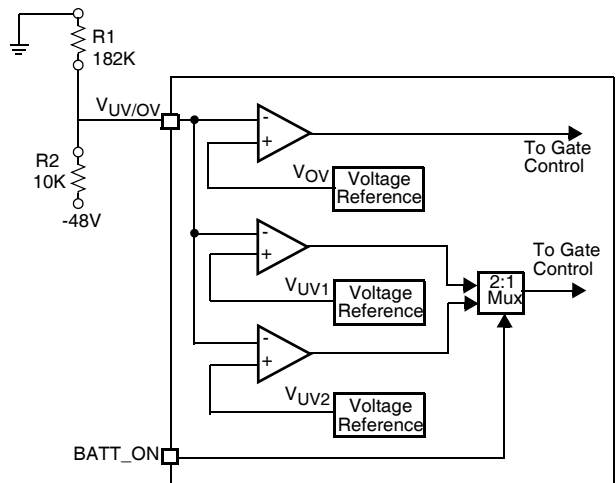 R1
182K
VUV/OV
-
+
To Gate
Control
R2
10K
-48V
VOV
Voltage
Reference
-
+
To Gate
Control
2:1
Mux
VUV1
Voltage
Reference
-
+
VUV2
Voltage
Reference
BATT_ON